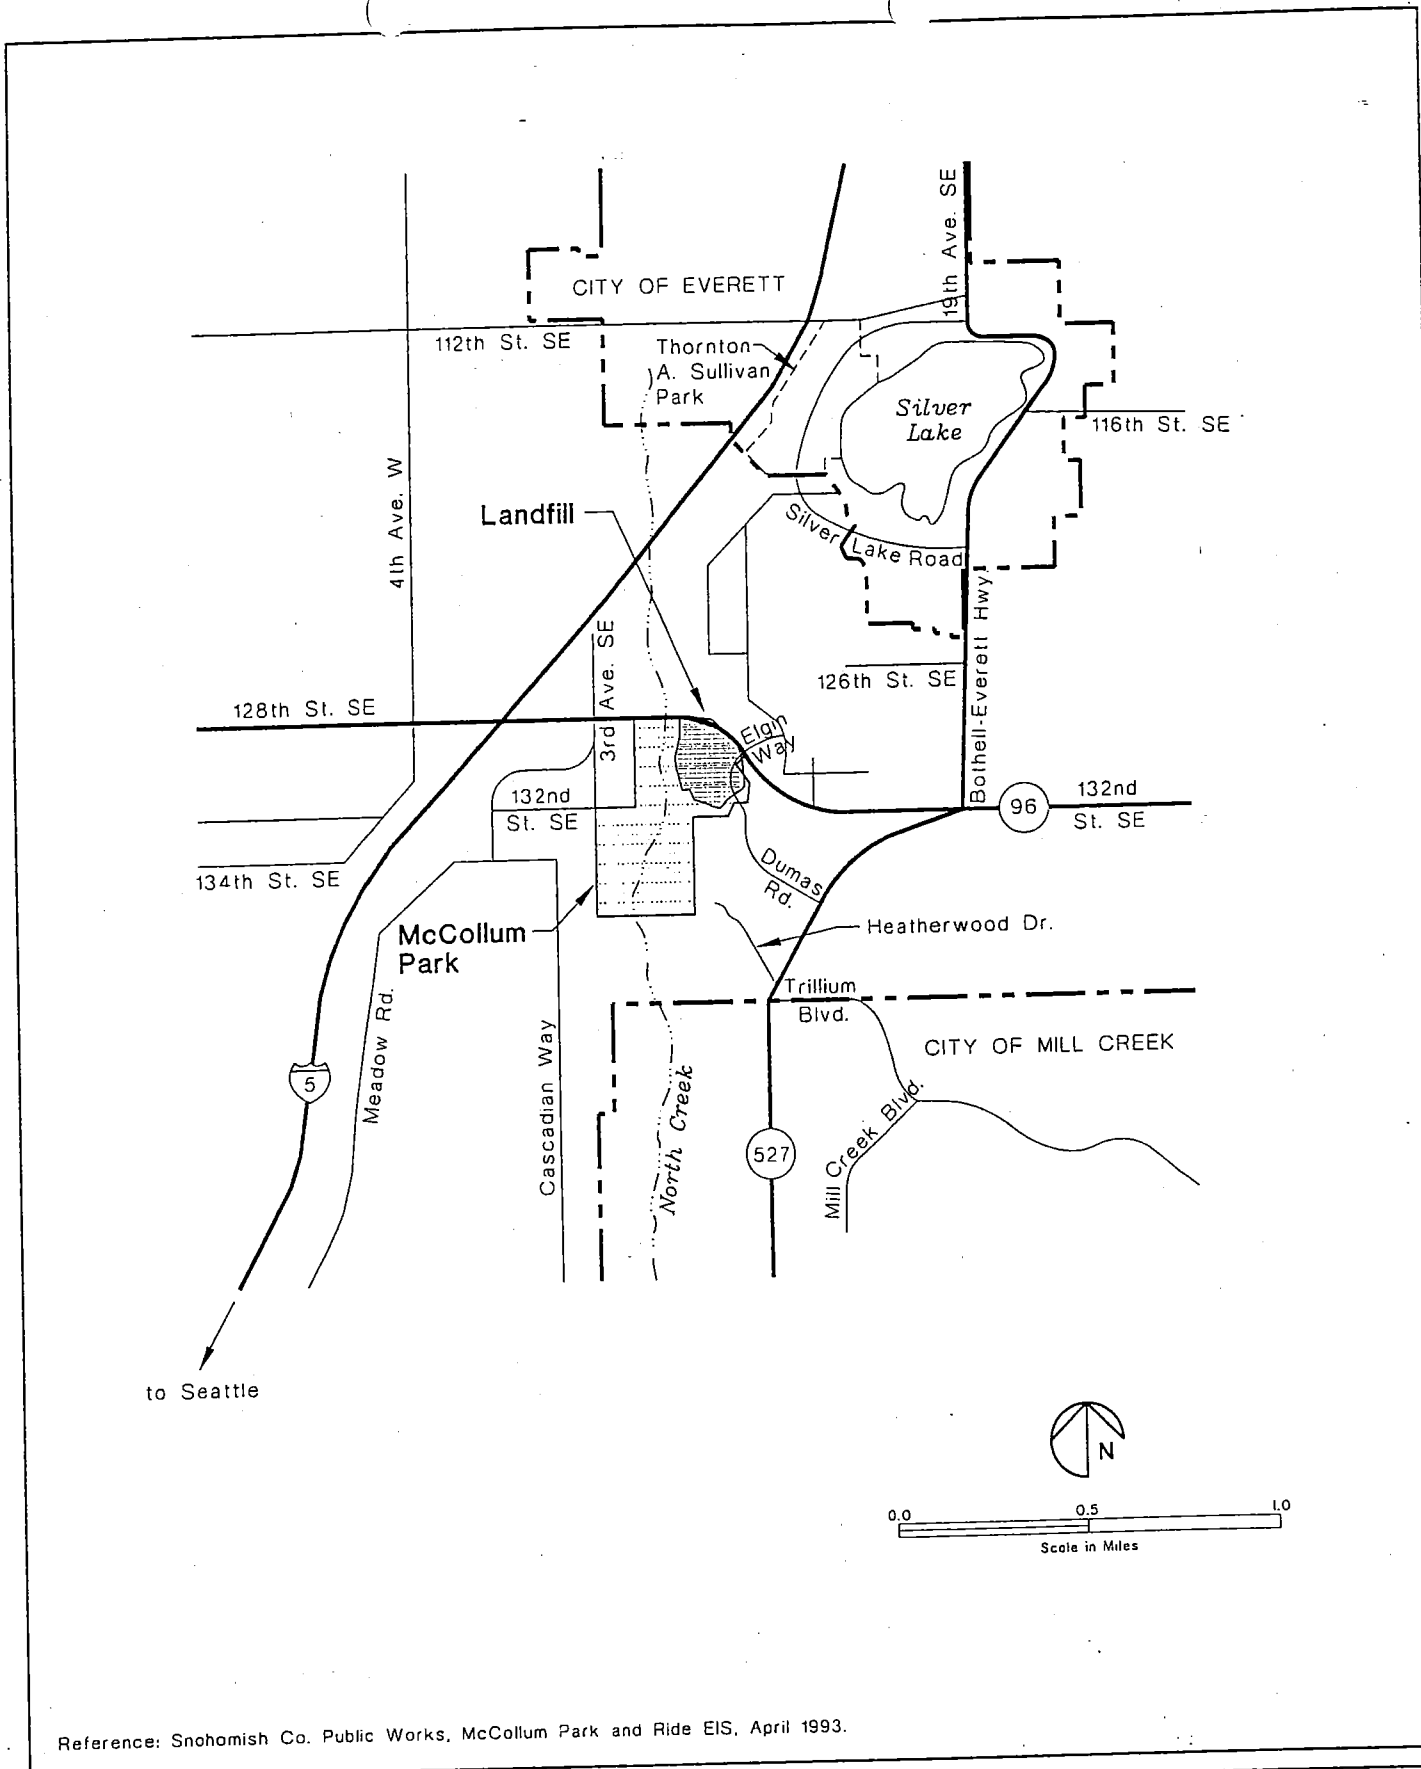 19th Ave. SE
CITY OF EVERETT
112th St. SE
Thornton
A. Sullivan
Park
Silver
Lake
116th St. SE
4th Ave. W
Landfill
Silver Lake Road
3rd Ave. SE
126th St. SE
Bothell-Everett Hwy.
128th St. SE
Elgin
Way
132nd
St. SE
96
132nd
St. SE
134th St. SE
Dumas
Rd.
McCollum
Park
Heatherwood Dr.
Trillium
Blvd.
CITY OF MILL CREEK
Meadow Rd.
5
Cascadian Way
North Creek
527
Mill Creek Blvd.
to Seattle
N
0.0 0.5 1.0
Scale in Miles
Reference: Snohomish Co. Public Works, McCollum Park and Ride EIS, April 1993.